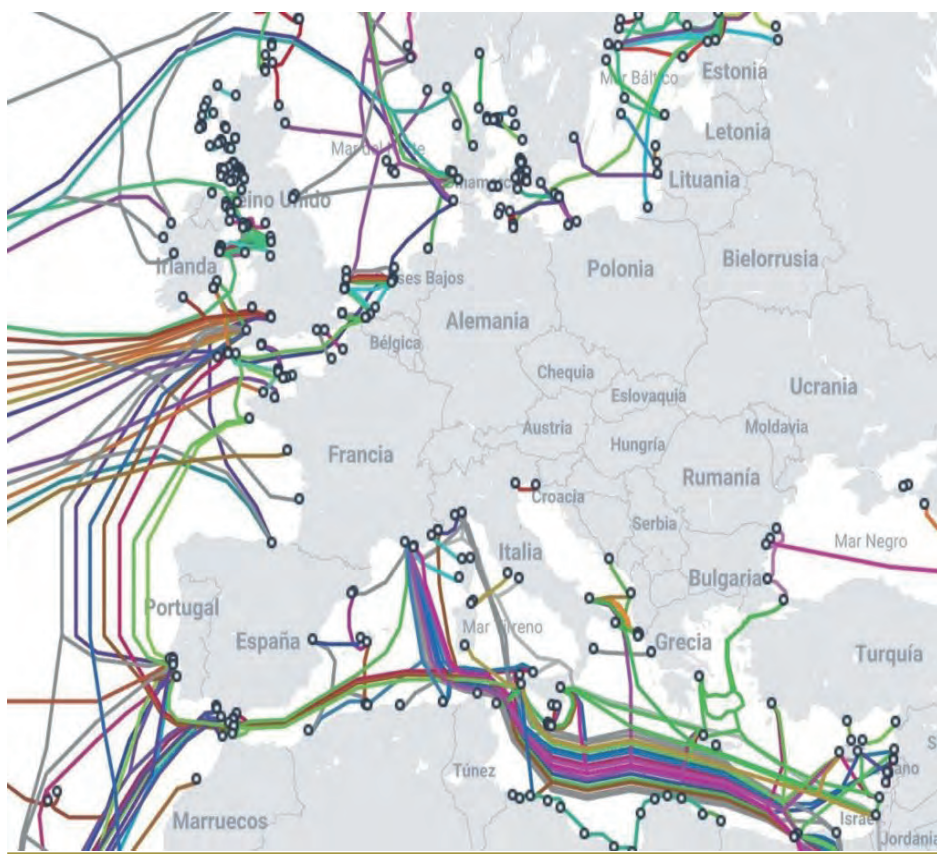 Estonia
Mar Báltico
Letonia
Mar del Norte
Lituania
Reino Unido
Irlanda
Bielorrusia
Polonia
Países Bajos
Alemania
Bélgica
Chequia
Ucrania
Eslovaquia
Moldavia
Austria
Hungría
Francia
Rumanía
Croacia
Serbia
Italia
Mar Negro
Bulgaria
Portugal
España
Mar Tirreno
Grecia
Turquía
Túnez
Israel
Marruecos
Jordania